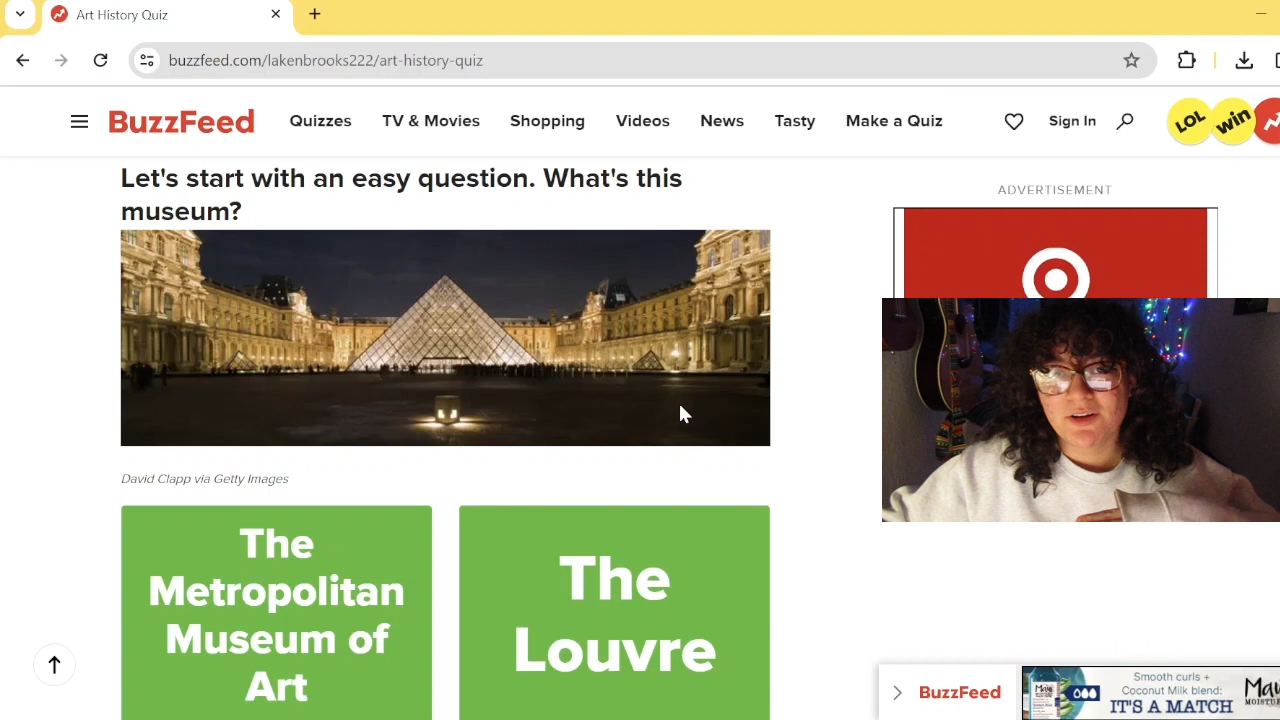 Art History Quiz
buzzfeed.com/lakenbrooks222/art-history-quiz
BuzzFeed
Quizzes
TV & Movies
Shopping
Videos
News
Tasty
Make a Quiz
Sign In
LOL
win
Let's start with an easy question. What's this
museum?
ADVERTISEMENT
David Clapp via Getty Images
The
Metropolitan
Museum of
Art
The
Louvre
BuzzFeed
Smooth curls +
Coconut Milk blend:
IT'S A MATCH